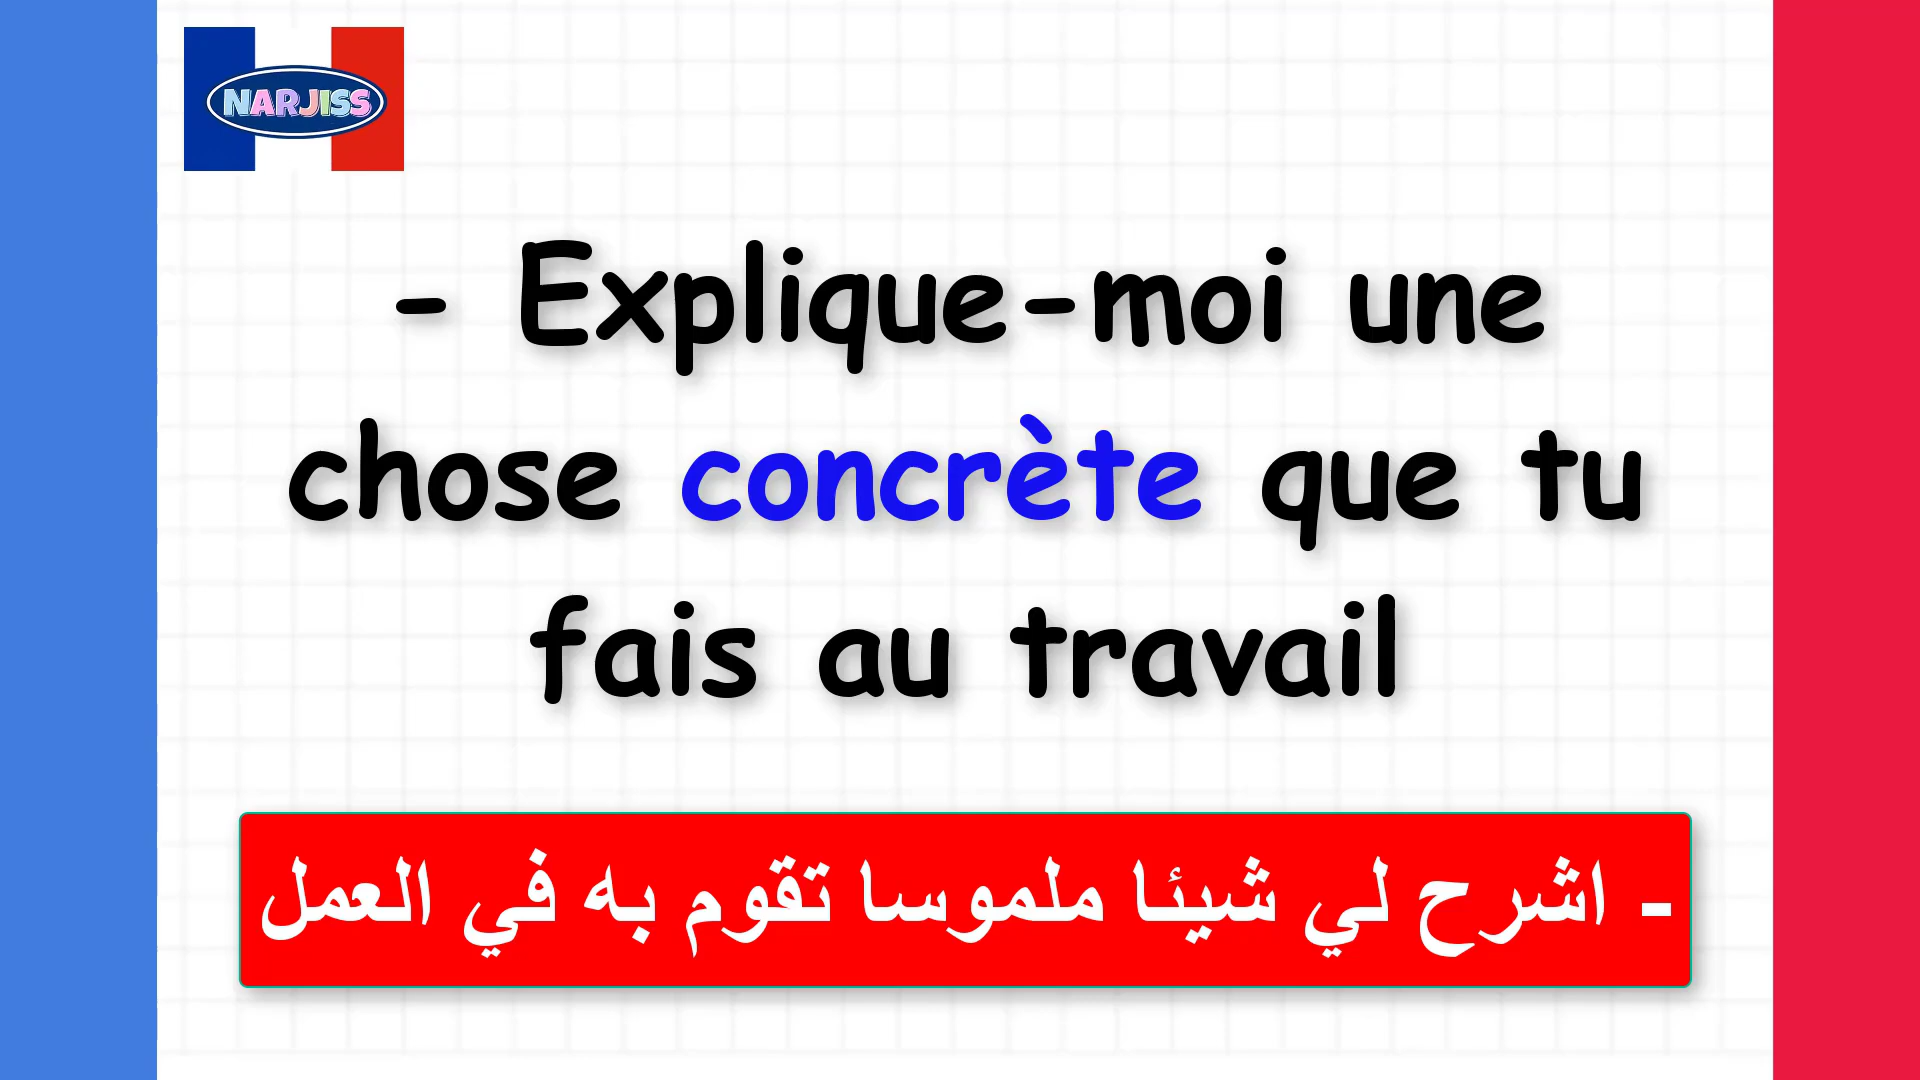 NARJISS
- Explique-moi une
chose concrète que tu
fais au travail
- اشرح لي شيئا ملموسا تقوم به في العمل